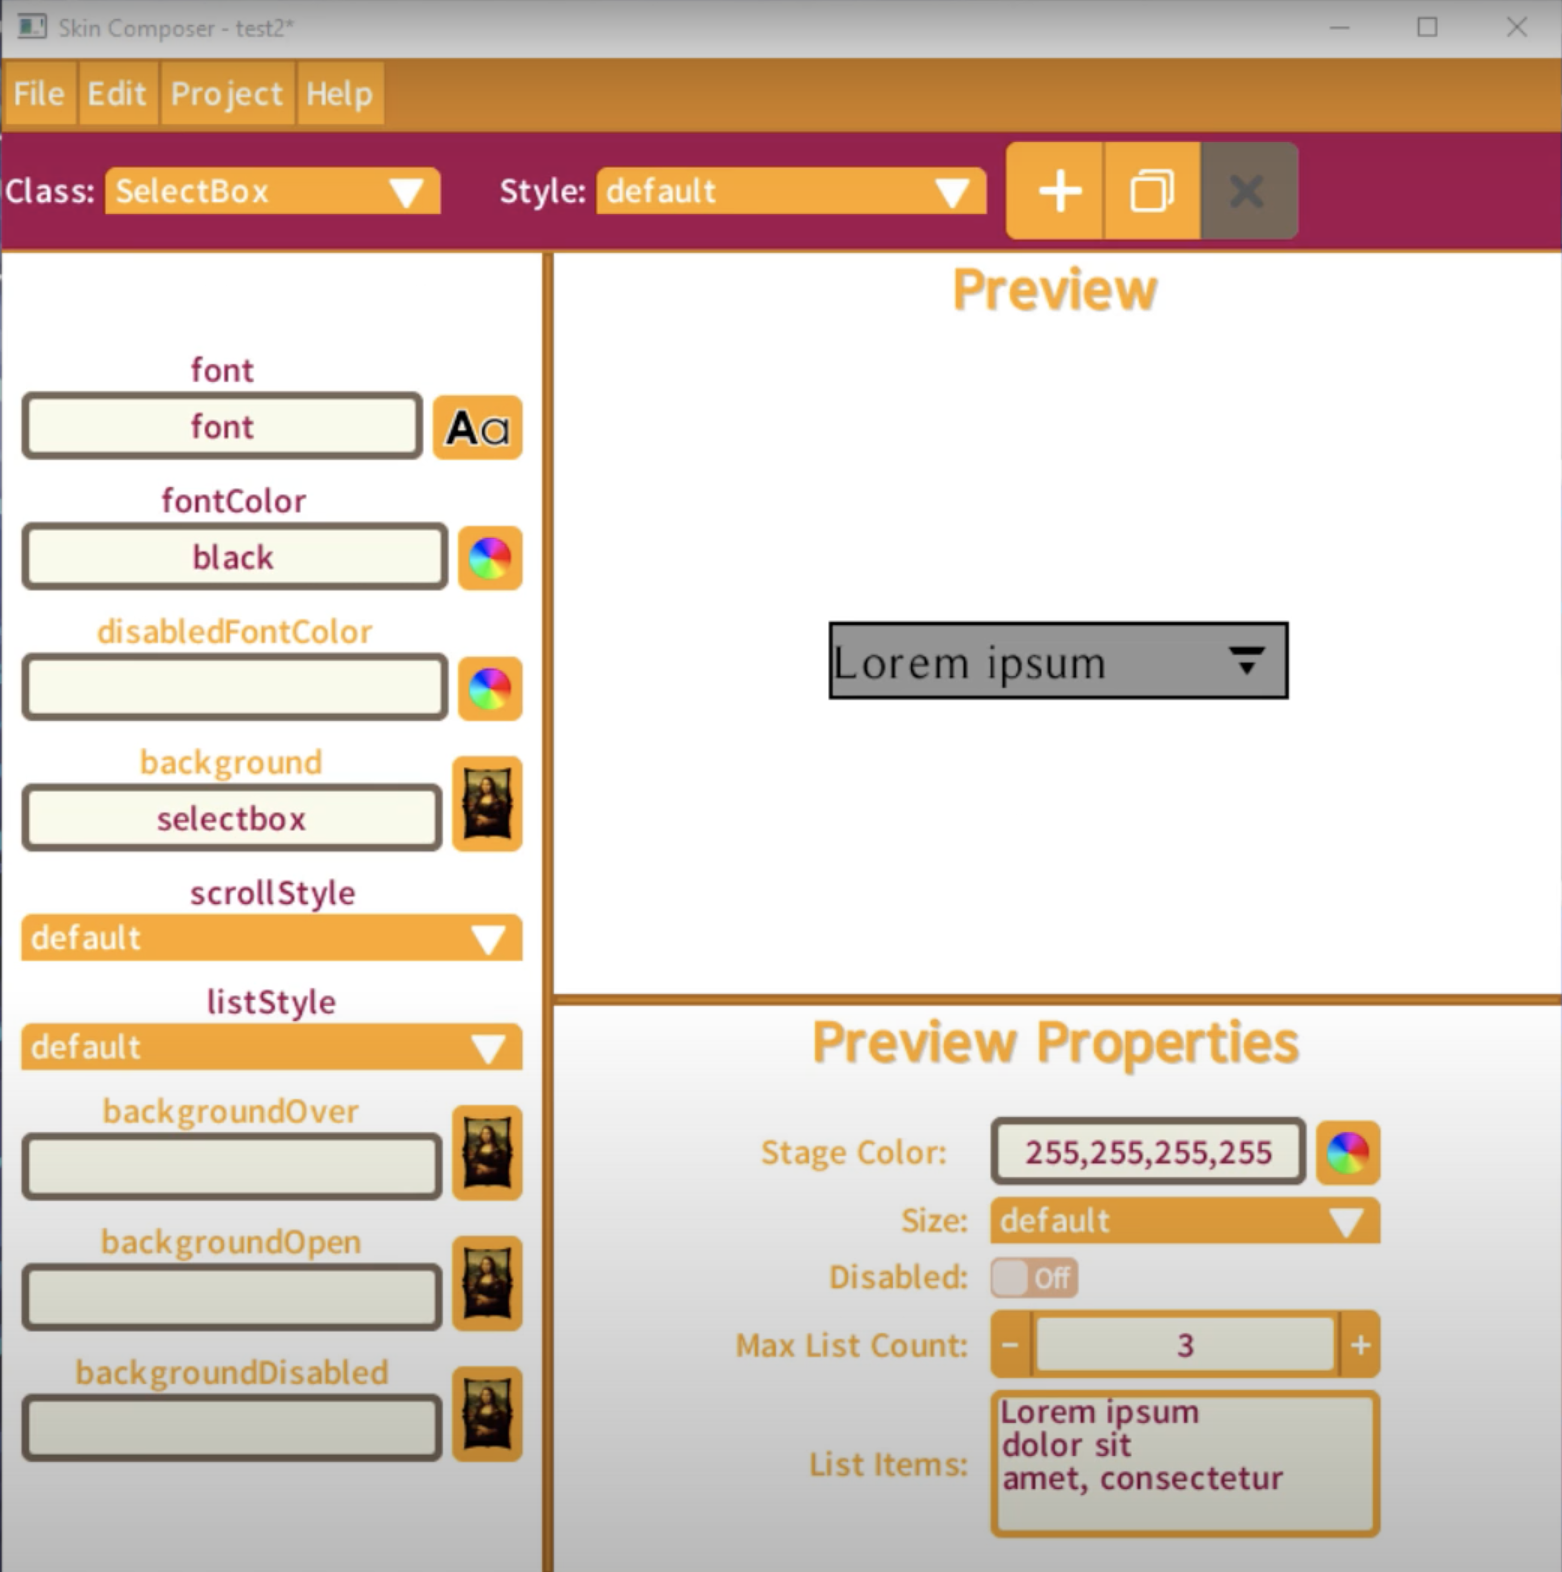 Skin Composer - test2*
File Edit Project Help
Class: SelectBox Style: default
font
font Aa
fontColor
black
disabledFontColor
background
selectbox
scrollStyle
default
listStyle
default
backgroundOver
backgroundOpen
backgroundDisabled
Preview
Lorem ipsum
Preview Properties
Stage Color: 255,255,255,255
Size: default
Disabled: Off
Max List Count: - 3 +
List Items:
Lorem ipsum
dolor sit
amet, consectetur